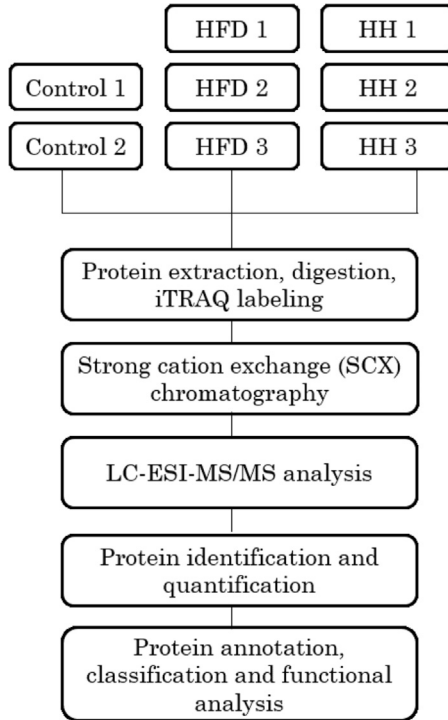 HFD 1
HH 1
Control 1
HFD 2
HH 2
Control 2
HFD 3
HH 3
Protein extraction, digestion,
iTRAQ labeling
Strong cation exchange (SCX)
chromatography
LC-ESI-MS/MS analysis
Protein identification and
quantification
Protein annotation,
classification and functional
analysis